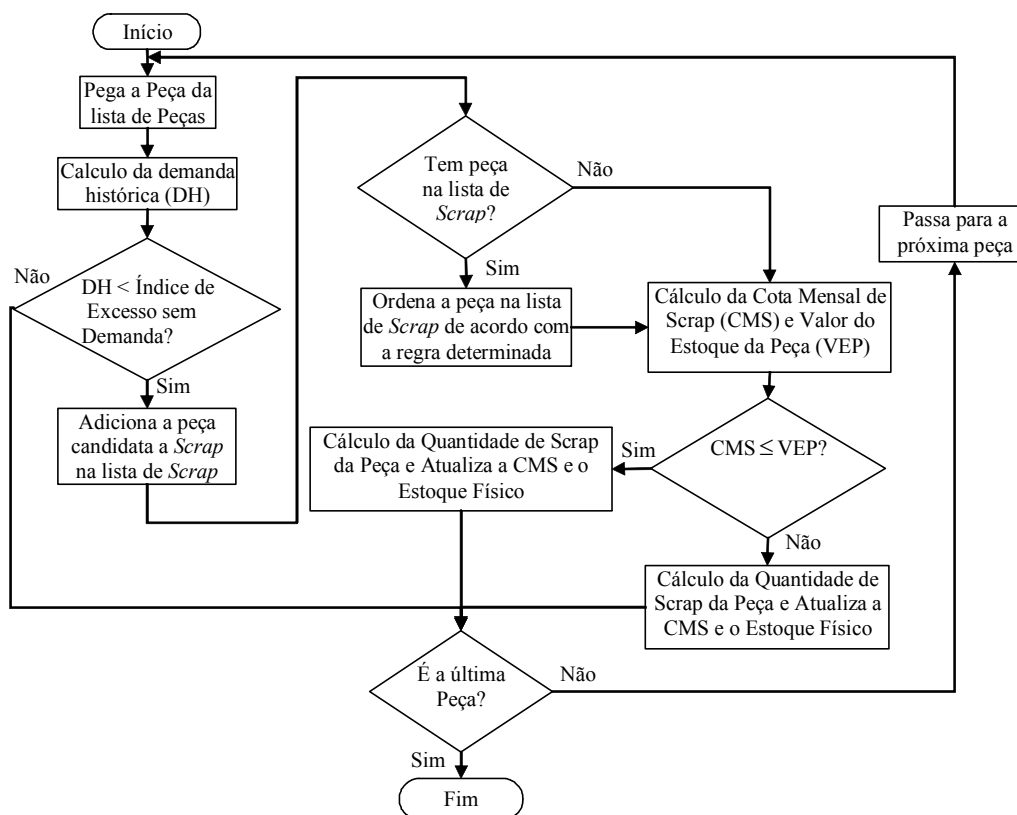 Início
Pega a Peça da
lista de Peças
Calculo da demanda
histórica (DH)
Não
DH < Índice de
Excesso sem
Demanda?
Sim
Adiciona a peça
candidata a Scrap
na lista de Scrap
Tem peça
na lista de
Scrap?
Não
Sim
Ordena a peça na lista
de Scrap de acordo com
a regra determinada
Cálculo da Cota Mensal de
Scrap (CMS) e Valor do
Estoque da Peça (VEP)
Passa para a
próxima peça
CMS ≤ VEP?
Sim
Cálculo da Quantidade de Scrap
da Peça e Atualiza a CMS e o
Estoque Físico
Não
Cálculo da Quantidade de
Scrap da Peça e Atualiza a
CMS e o Estoque Físico
É a última
Peça?
Não
Sim
Fim